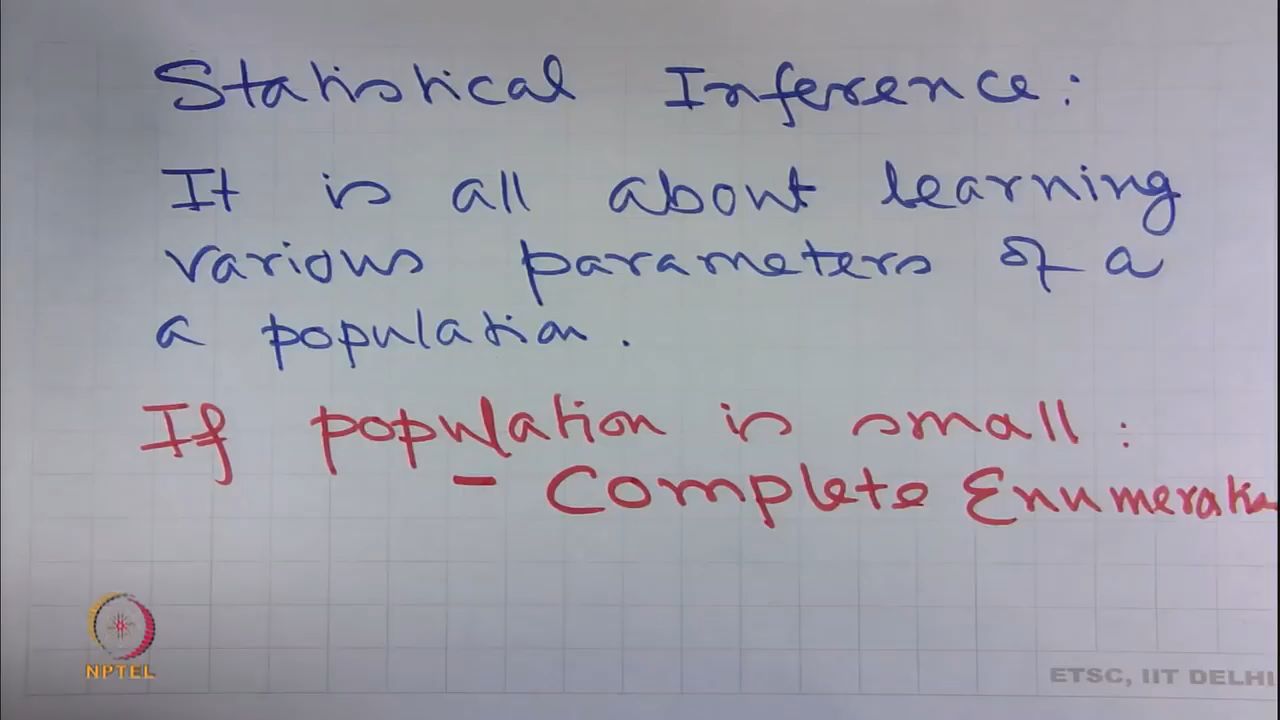 Statistical Inference:
It is all about learning
various parameters of a
a population.
If population is small:
- Complete Enumeratio
NPTEL
ETSC, IIT DELHI